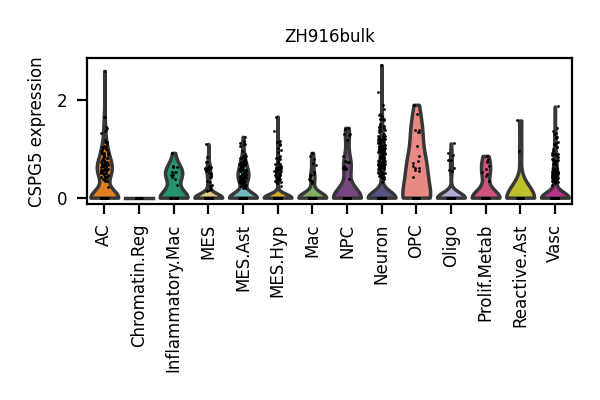 ZH916bulk
CSPG5 expression
2
0
AC
Chromatin.Reg
Inflammatory.Mac
MES
MES.Ast
MES.Hyp
Mac
NPC
Neuron
OPC
Oligo
Prolif.Metab
Reactive.Ast
Vasc